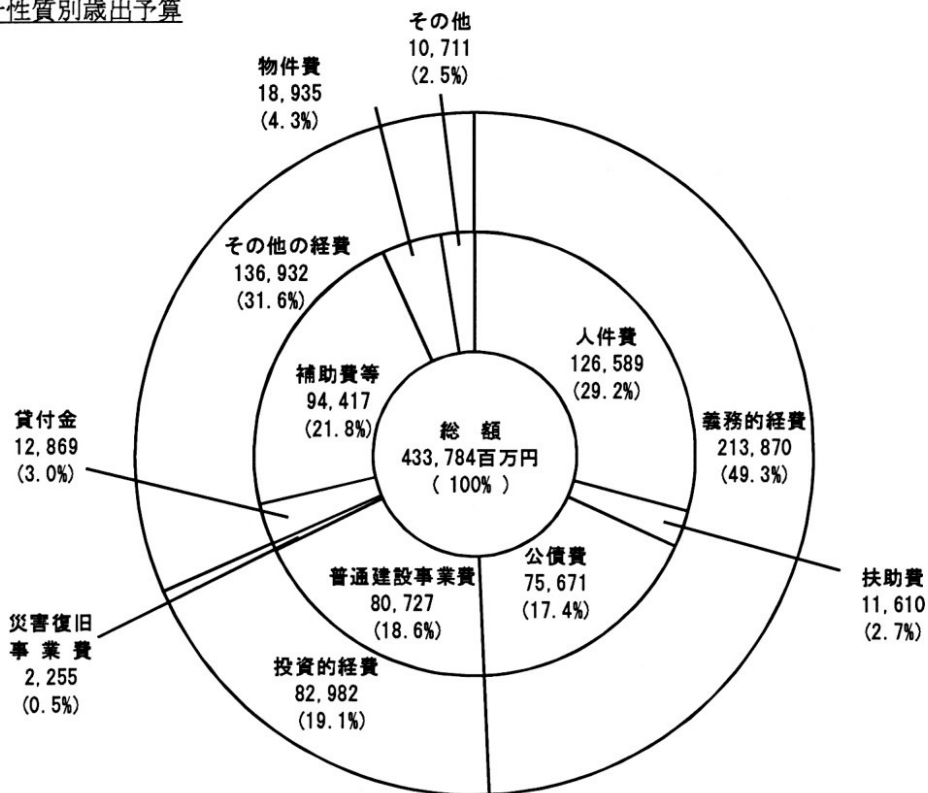 性質別歳出予算
その他
10,711
(2.5%)
物件費
18,935
(4.3%)
その他の経費
136,932
(31.6%)
人件費
126,589
(29.2%)
補助費等
94,417
(21.8%)
義務的経費
213,870
(49.3%)
貸付金
12,869
(3.0%)
総 額
433,784百万円
( 100% )
公債費
75,671
(17.4%)
普通建設事業費
80,727
(18.6%)
扶助費
11,610
(2.7%)
災害復旧
事 業 費
2,255
(0.5%)
投資的経費
82,982
(19.1%)